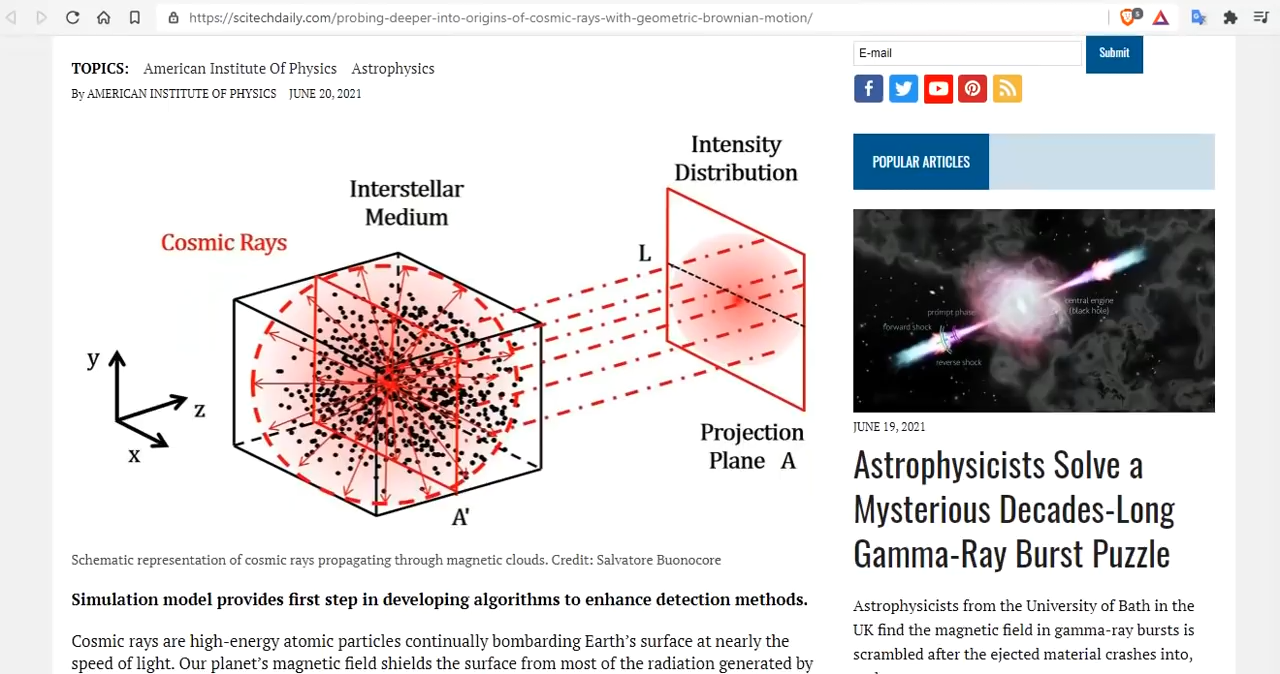 https://scitechdaily.com/probing-deeper-into-origins-of-cosmic-rays-with-geometric-brownian-motion/
5
TOPICS: American Institute Of Physics Astrophysics
By AMERICAN INSTITUTE OF PHYSICS JUNE 20, 2021
Intensity
Distribution
Interstellar
Medium
Cosmic Rays
L
y
z
x
Projection
Plane A
A'
Schematic representation of cosmic rays propagating through magnetic clouds. Credit: Salvatore Buonocore
Simulation model provides first step in developing algorithms to enhance detection methods.
Cosmic rays are high-energy atomic particles continually bombarding Earth's surface at nearly the
speed of light. Our planet's magnetic field shields the surface from most of the radiation generated by
E-mail
Submit
POPULAR ARTICLES
prompt phase
central engine
(black hole)
forward shock
reverse shock
JUNE 19, 2021
Astrophysicists Solve a
Mysterious Decades-Long
Gamma-Ray Burst Puzzle
Astrophysicists from the University of Bath in the
UK find the magnetic field in gamma-ray bursts is
scrambled after the ejected material crashes into,